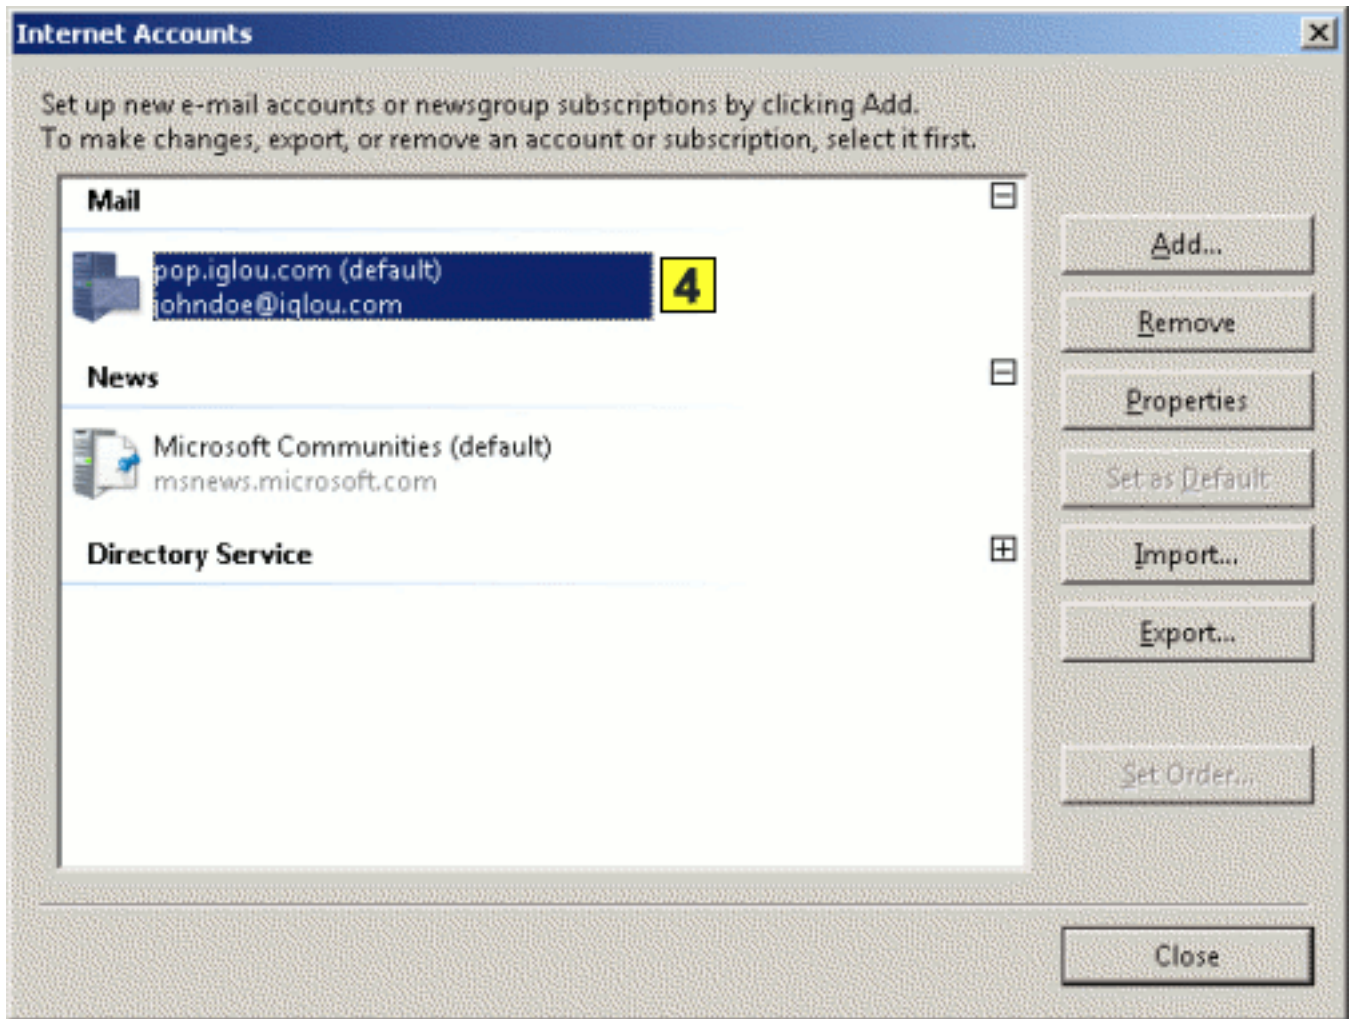 Internet Accounts
Set up new e-mail accounts or newsgroup subscriptions by clicking Add.
To make changes, export, or remove an account or subscription, select it first.
Mail
pop.iglou.com (default)
johndoe@iglou.com
4
News
Microsoft Communities (default)
msnews.microsoft.com
Directory Service
Add...
Remove
Properties
Set as Default
Import...
Export...
Set Order...
Close